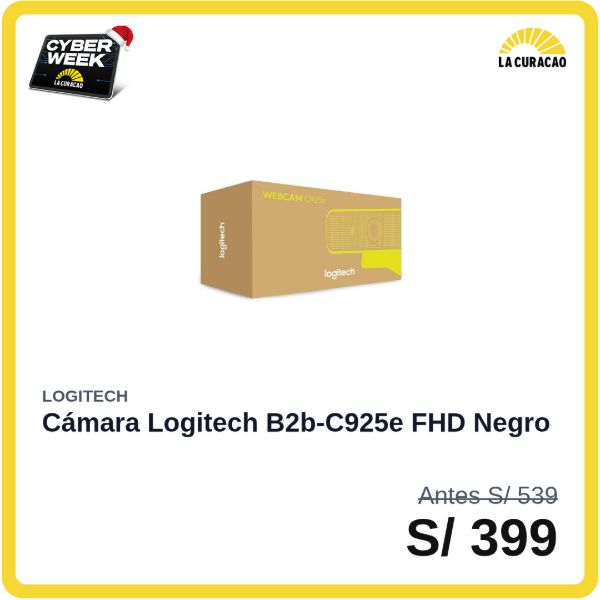 CYBER
WEEK
LA CURACAO
LA CURACAO
WEBCAM C925e
logitech
logitech
LOGITECH
Cámara Logitech B2b-C925e FHD Negro
Antes S/ 539
S/ 399